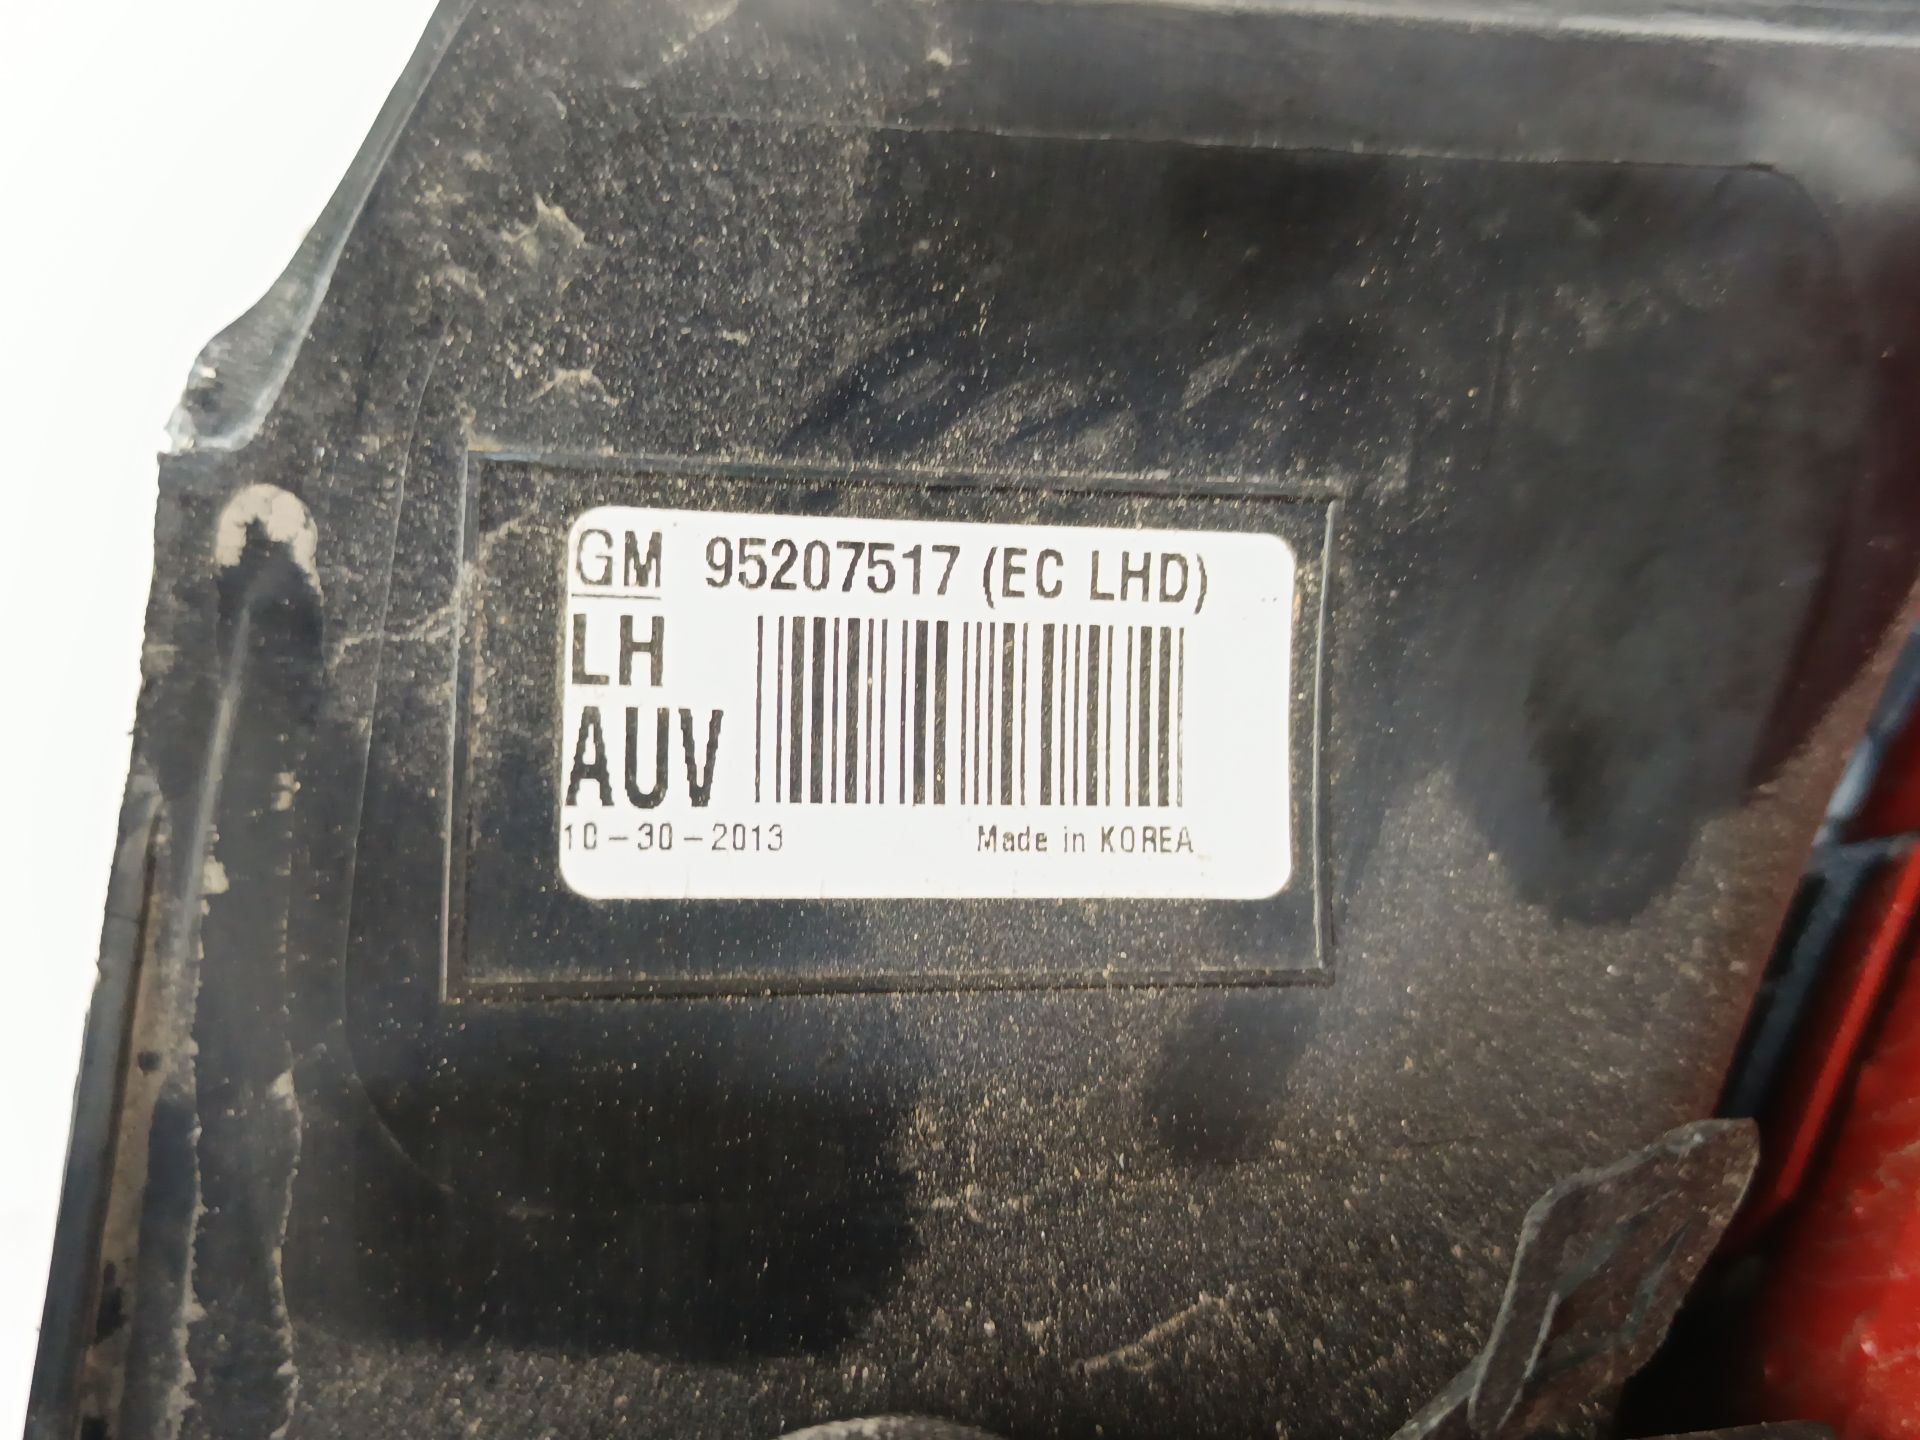 GM 95207517 (EC LHD)
LH
AUV
10-30-2013 Made in KOREA